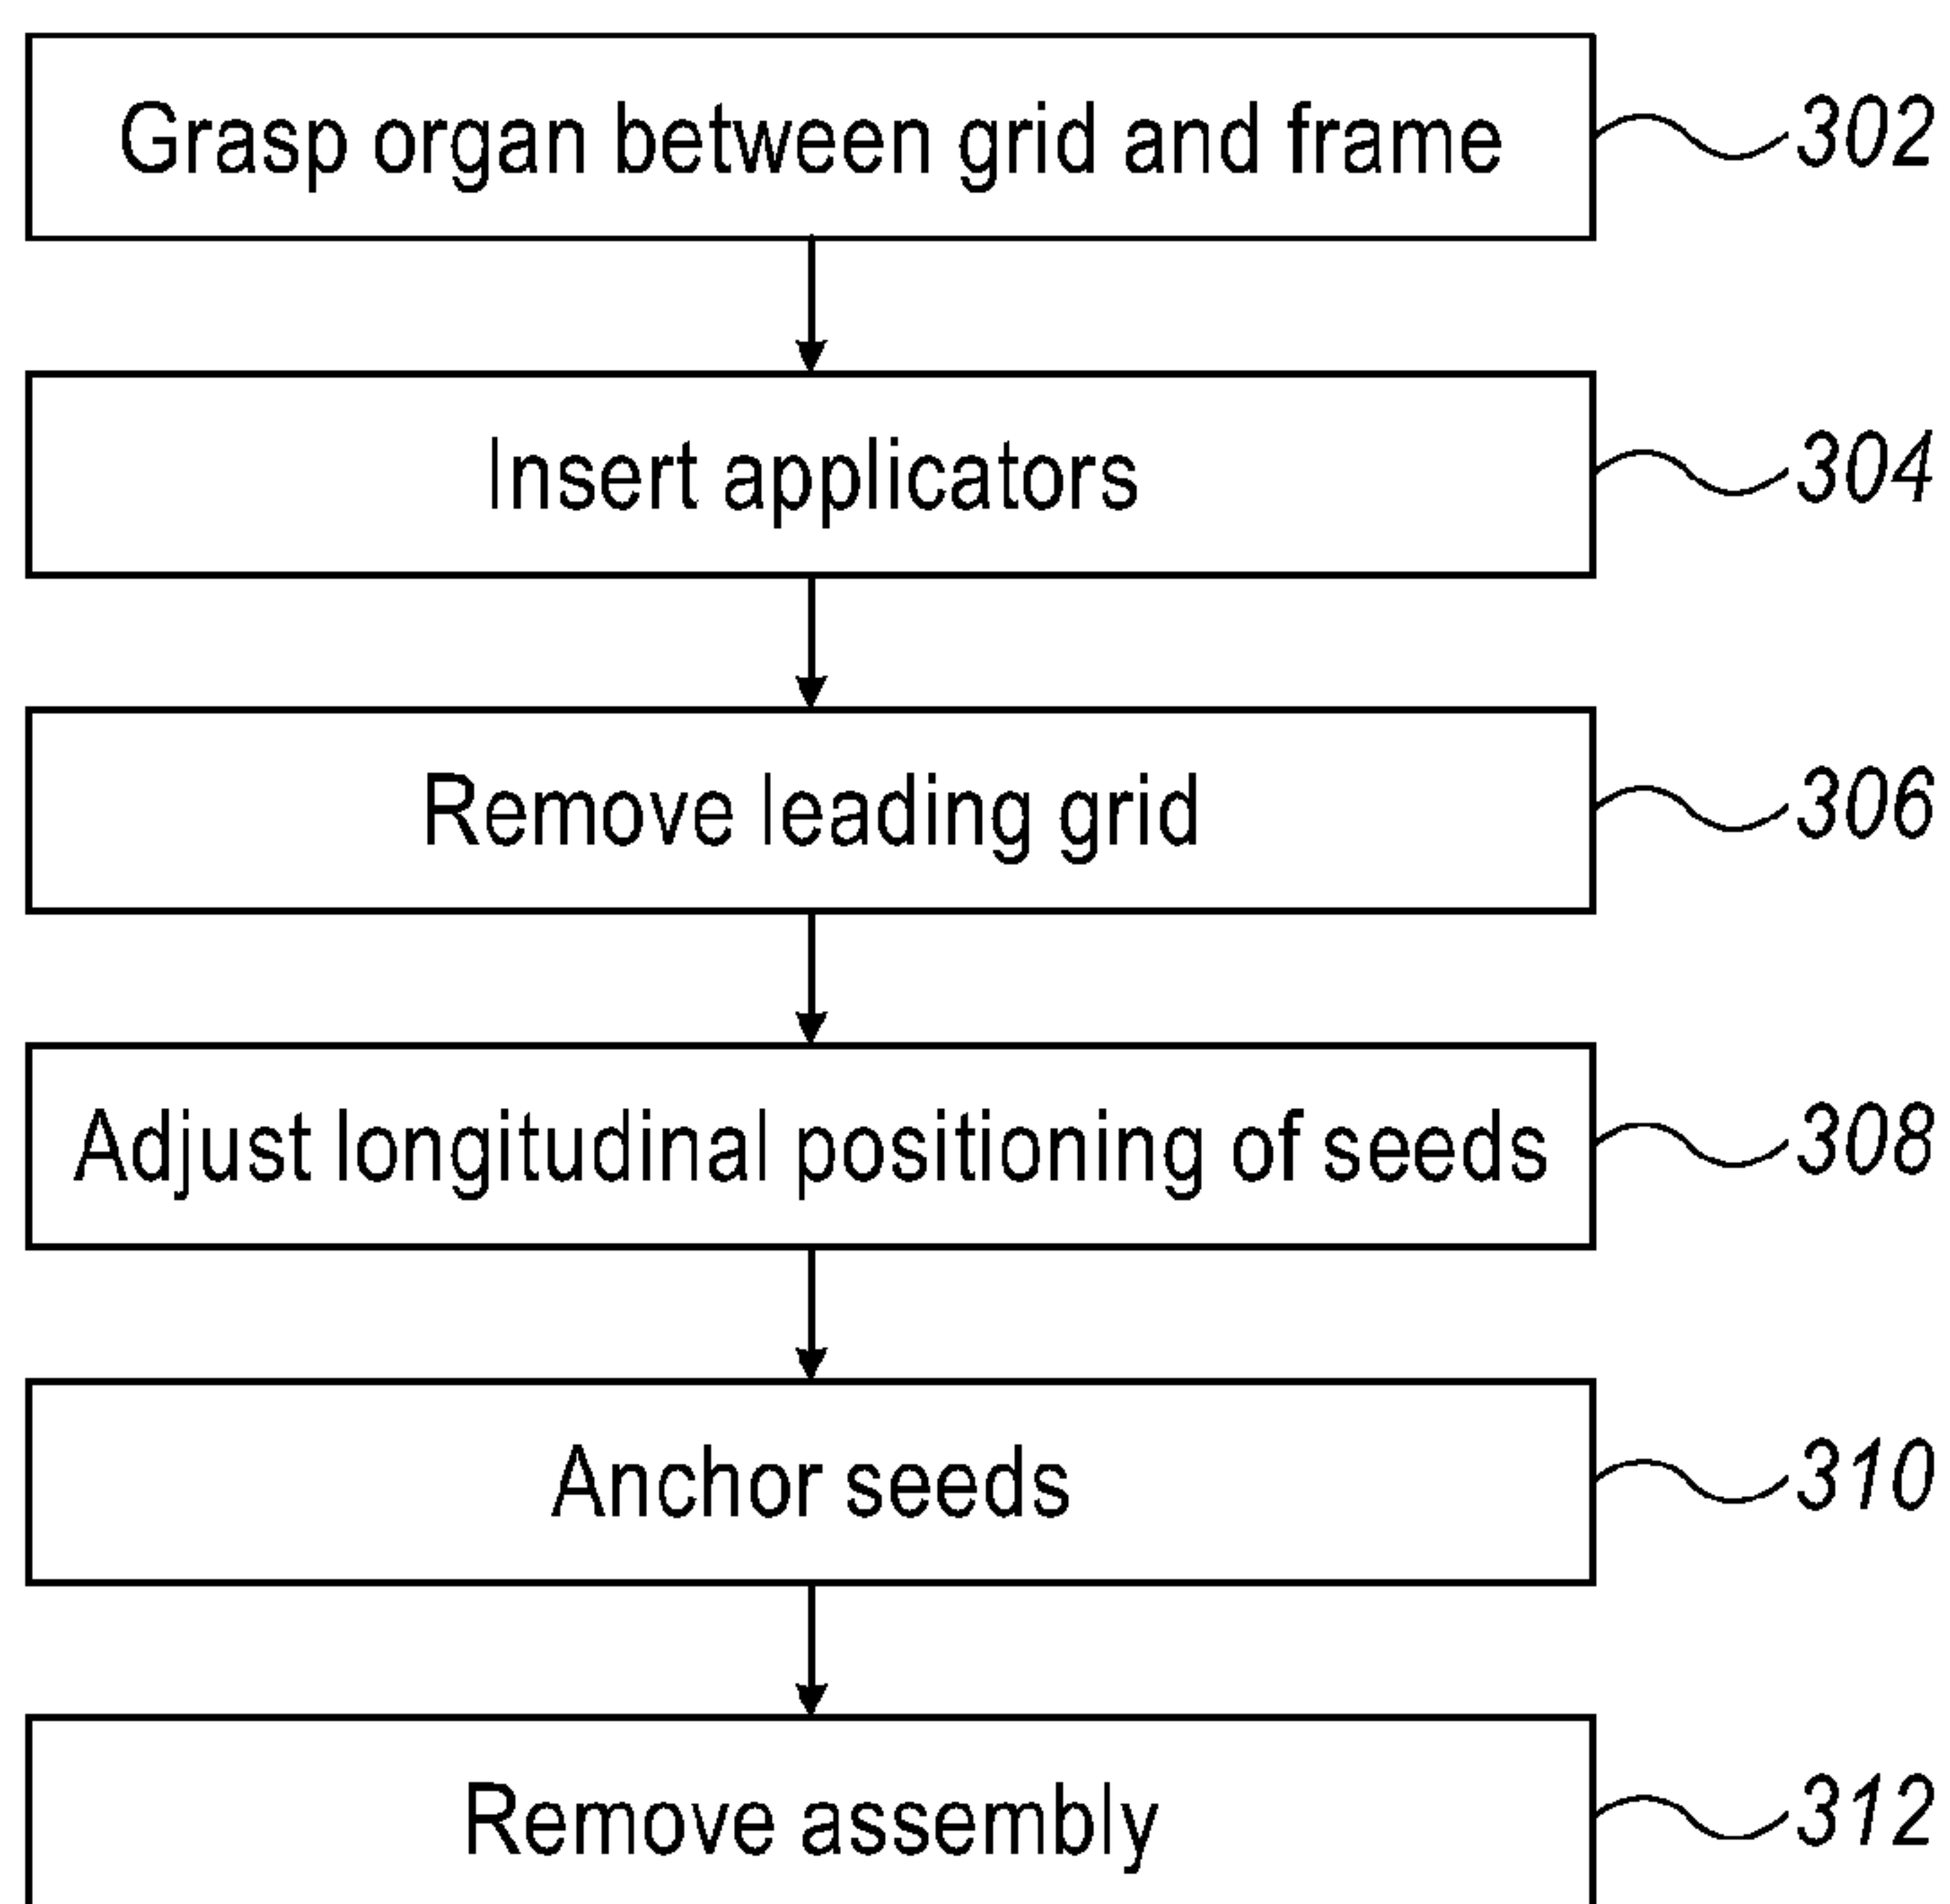 Grasp organ between grid and frame 302
Insert applicators 304
Remove leading grid 306
Adjust longitudinal positioning of seeds 308
Anchor seeds 310
Remove assembly 312